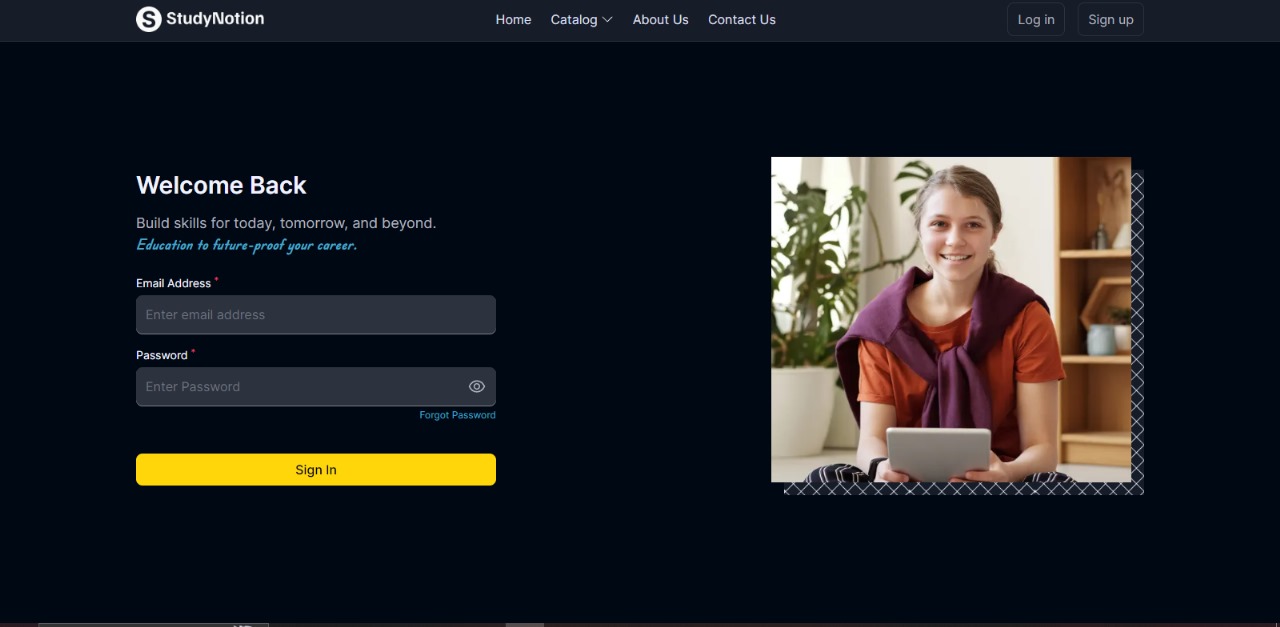 S StudyNotion
Home Catalog About Us Contact Us
Log in Sign up
Welcome Back
Build skills for today, tomorrow, and beyond.
Education to future-proof your career.
Email Address *
Enter email address
Password *
Enter Password
Forgot Password
Sign In